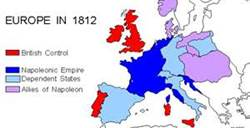 EUROPE IN 1812
British Control
Napoleonic Empire
Dependent States
Allies of Napoleon